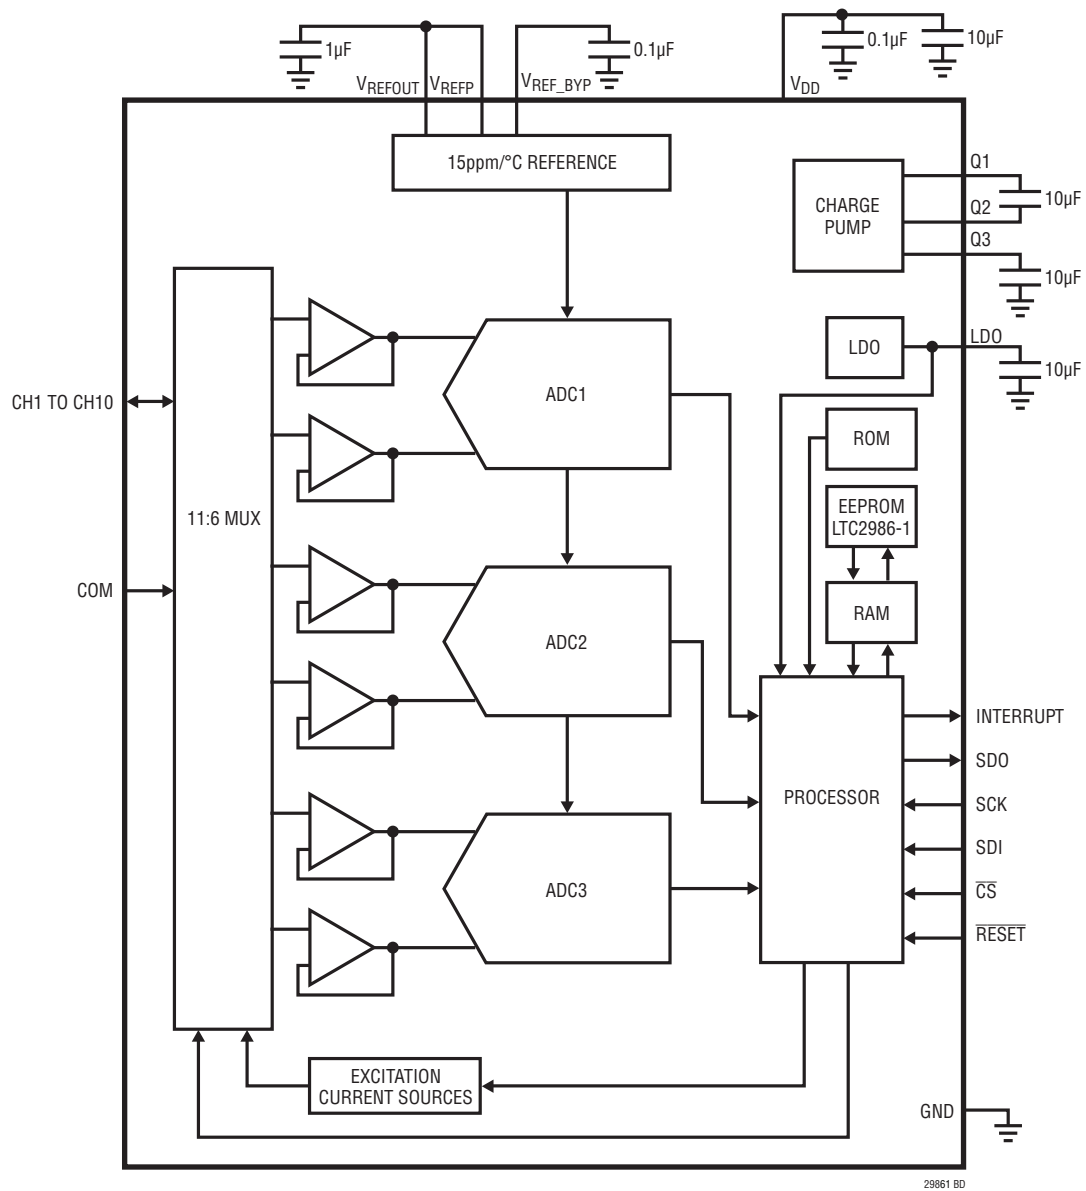 1µF
0.1µF
0.1µF
10µF
VREFOUT
VREFP
VREF_BYP
VDD
15ppm/°C REFERENCE
CHARGE
PUMP
Q1
10µF
Q2
Q3
10µF
LDO
LDO
10µF
ADC1
CH1 TO CH10
ROM
EEPROM
LTC2986-1
11:6 MUX
COM
RAM
ADC2
INTERRUPT
SDO
PROCESSOR
SCK
SDI
ADC3
CS
RESET
EXCITATION
CURRENT SOURCES
GND
29861 BD